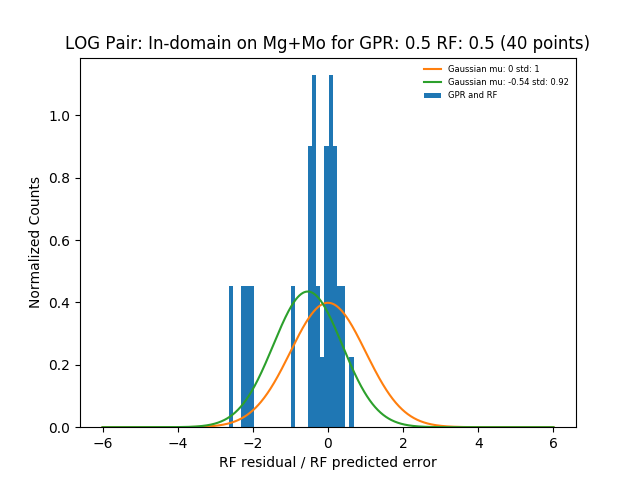 LOG Pair: In-domain on Mg+Mo for GPR: 0.5 RF: 0.5 (40 points)
Gaussian mu: 0 std: 1
Gaussian mu: -0.54 std: 0.92
GPR and RF
Normalized Counts
1.0
0.8
0.6
0.4
0.2
0.0
−6 −4 −2 0 2 4 6
RF residual / RF predicted error